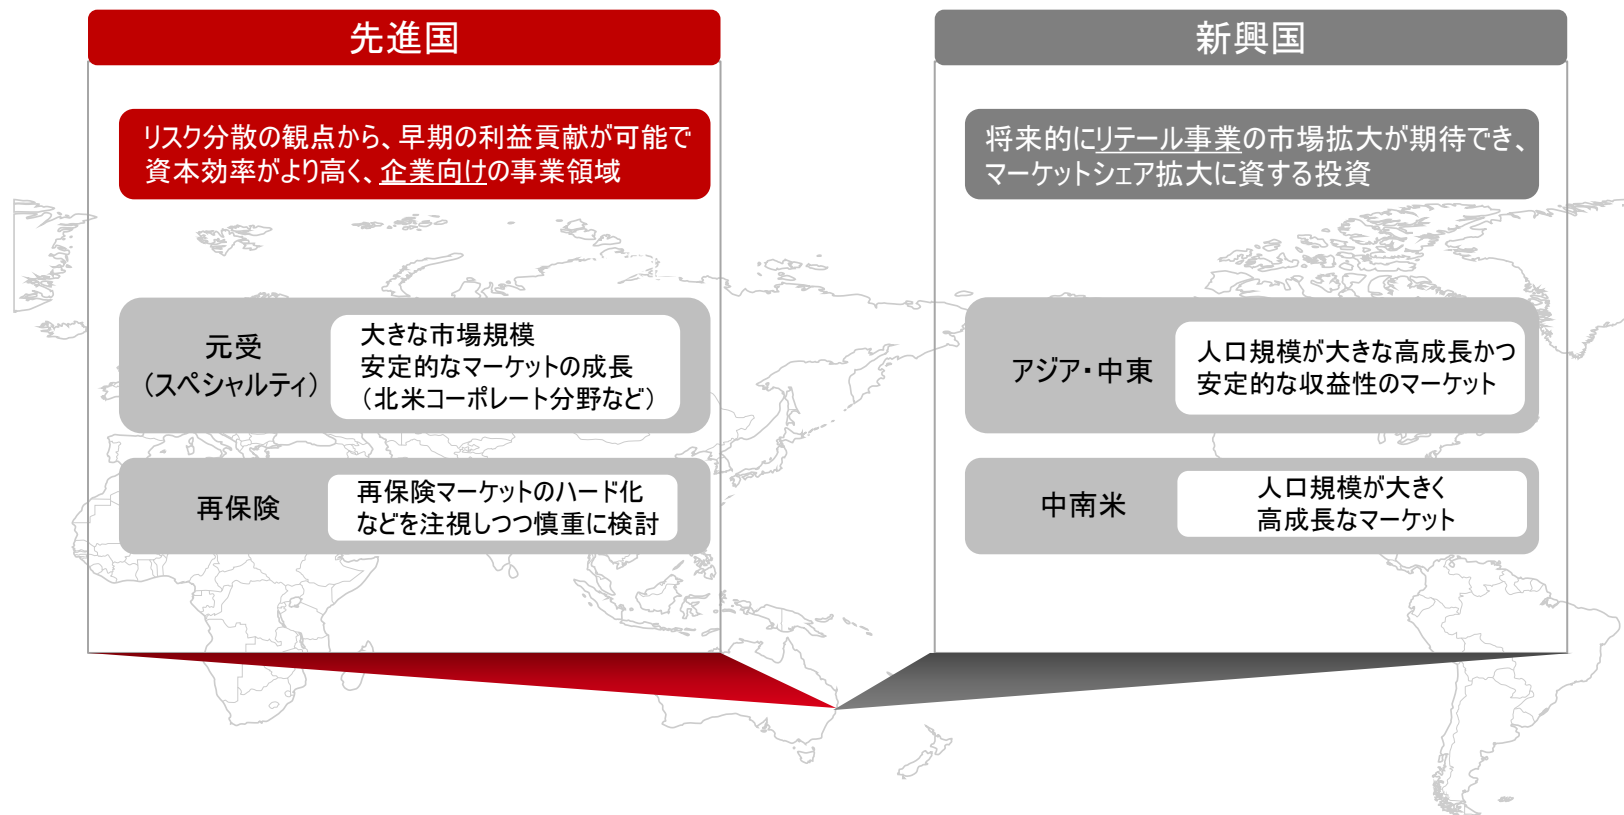 先進国
リスク分散の観点から、早期の利益貢献が可能で
資本効率がより高く、企業向けの事業領域
元受
（スペシャルティ）
大きな市場規模
安定的なマーケットの成長
（北米コーポレート分野など）
再保険
再保険マーケットのハード化
などを注視しつつ慎重に検討
新興国
将来的にリテール事業の市場拡大が期待でき、
マーケットシェア拡大に資する投資
アジア・中東
人口規模が大きな高成長かつ
安定的な収益性のマーケット
中南米
人口規模が大きく
高成長なマーケット